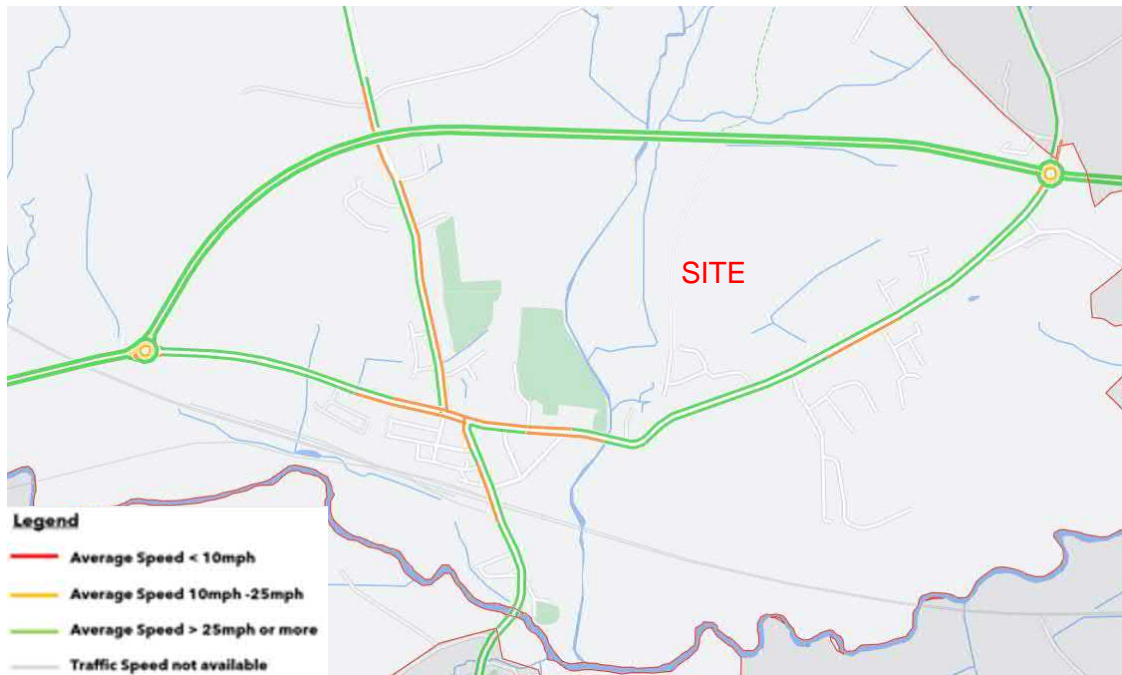 SITE
Legend
Average Speed < 10mph
Average Speed 10mph -25mph
Average Speed > 25mph or more
Traffic Speed not available